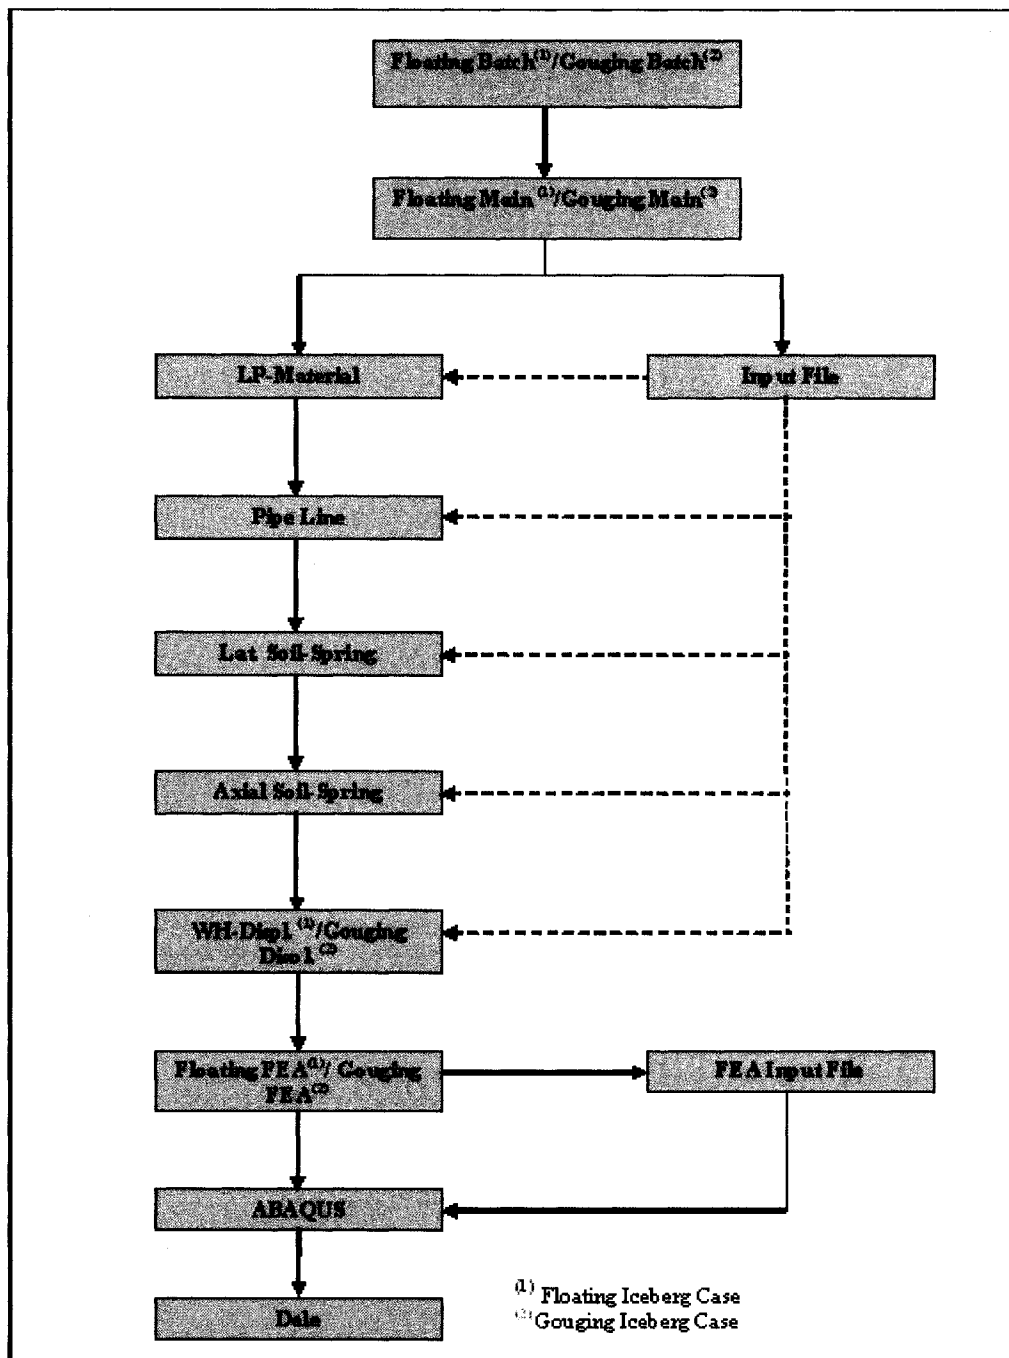 Floating Batch(1)/Gouging Batch(2)
Floating Main (1)/Gouging Main(2)
LP-Material
Input File
Pipe Line
Lat Soil-Spring
Axial Soil-Spring
WH-Displ (1)/Gouging
Displ (2)
Floating FEA(1)/ Gouging
FEA(2)
FEA Input File
ABAQUS
(1) Floating Iceberg Case
(2) Gouging Iceberg Case